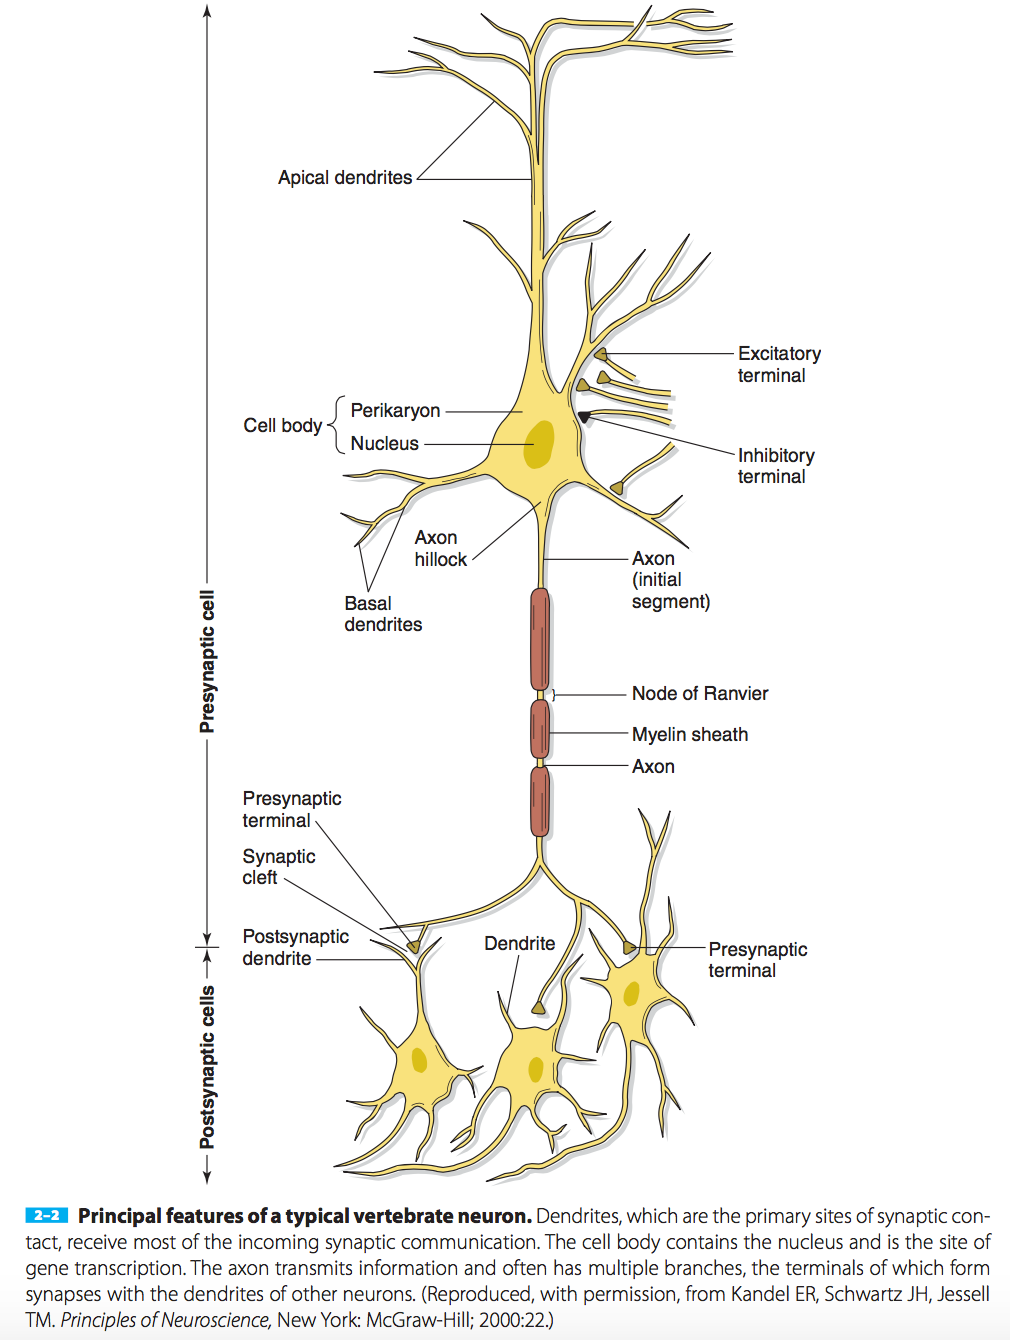 Apical dendrites
Excitatory
terminal
Cell body
Perikaryon
Nucleus
Inhibitory
terminal
Axon
hillock
Axon
(initial
segment)
Basal
dendrites
Presynaptic cell
Node of Ranvier
Myelin sheath
Axon
Presynaptic
terminal
Synaptic
cleft
Postsynaptic
dendrite
Dendrite
Presynaptic
terminal
Postsynaptic cells
2–2 Principal features of a typical vertebrate neuron. Dendrites, which are the primary sites of synaptic con-
tact, receive most of the incoming synaptic communication. The cell body contains the nucleus and is the site of
gene transcription. The axon transmits information and often has multiple branches, the terminals of which form
synapses with the dendrites of other neurons. (Reproduced, with permission, from Kandel ER, Schwartz JH, Jessell
TM. Principles of Neuroscience, New York: McGraw-Hill; 2000:22.)